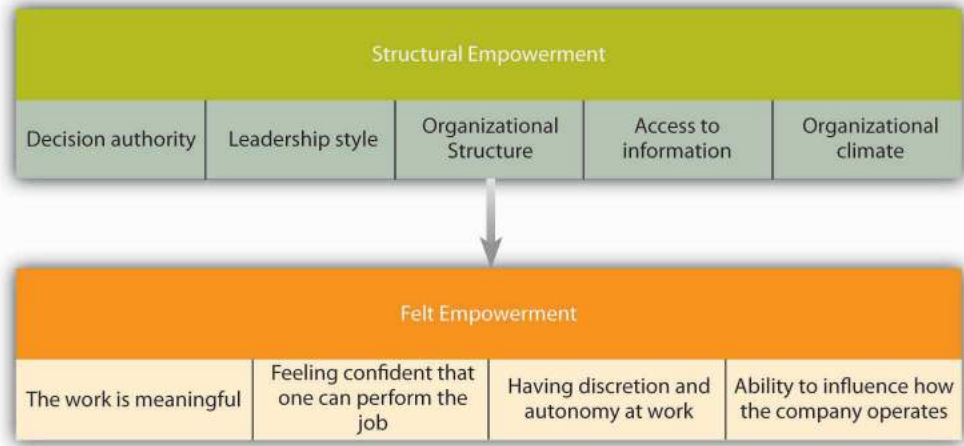 Structural Empowerment
Decision authority
Leadership style
Organizational
Structure
Access to
information
Organizational
climate
Felt Empowerment
The work is meaningful
Feeling confident that
one can perform the
job
Having discretion and
autonomy at work
Ability to influence how
the company operates